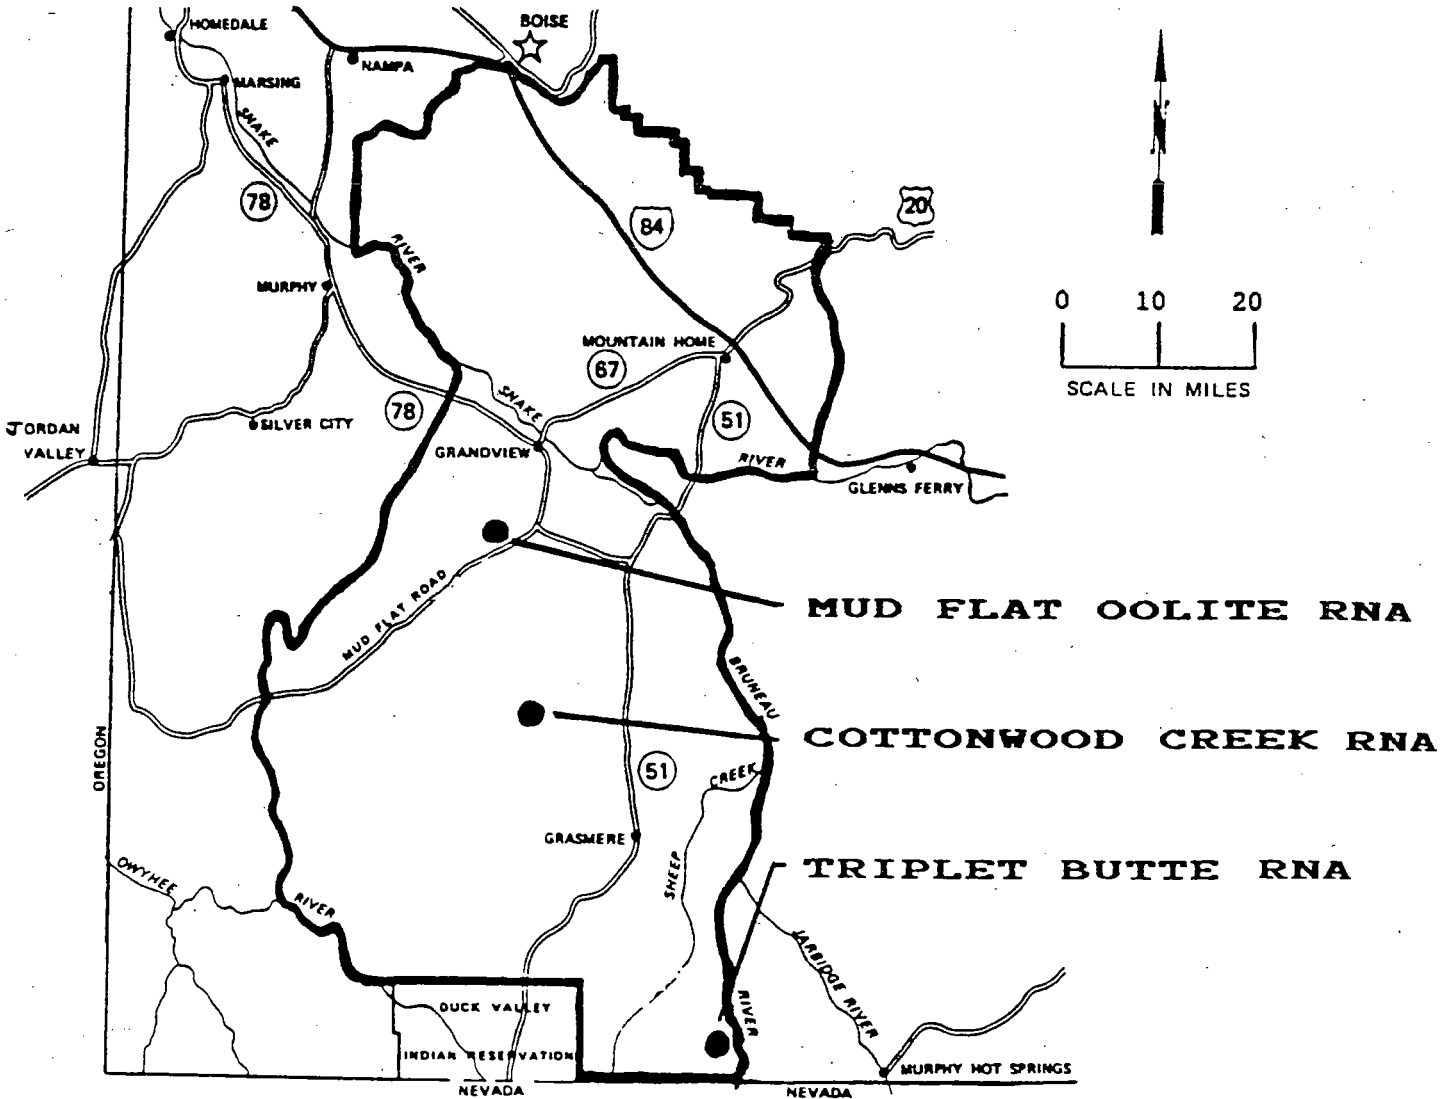 BOISE
HOMEDALE
NAMPA
MARSING
SNAKE
78
20
84
RIVER
N
MURPHY
0 10 20
SCALE IN MILES
MOUNTAIN HOME
67
SNAKE
78
51
JORDAN
VALLEY
SILVER CITY
GRANDVIEW
RIVER
GLENNS FERRY
MUD FLAT ROAD
MUD FLAT OOLITE RNA
BRUNEAU
COTTONWOOD CREEK RNA
OREGON
51
CREEK
GRASMERE
SHEEP
TRIPLET BUTTE RNA
OWYHEE
RIVER
JARBIDGE RIVER
RIVER
DUCK VALLEY
INDIAN RESERVATION
MURPHY HOT SPRINGS
NEVADA
NEVADA